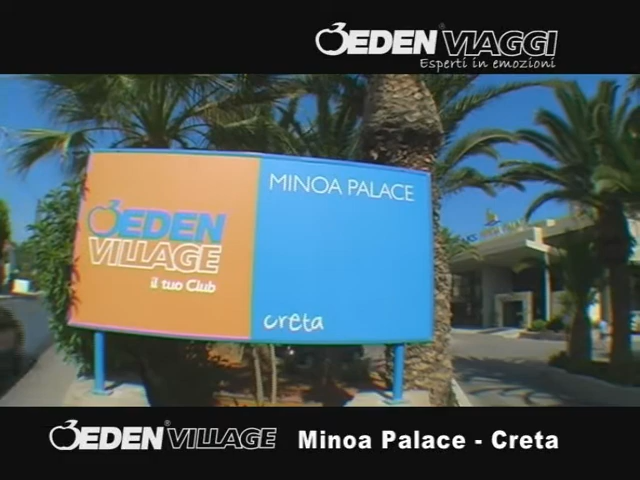 EDEN® VIAGGI
Esperti in emozioni
MINOA PALACE
EDEN
VILLAGE
il tuo Club
creta
EDEN® VILLAGE Minoa Palace - Creta